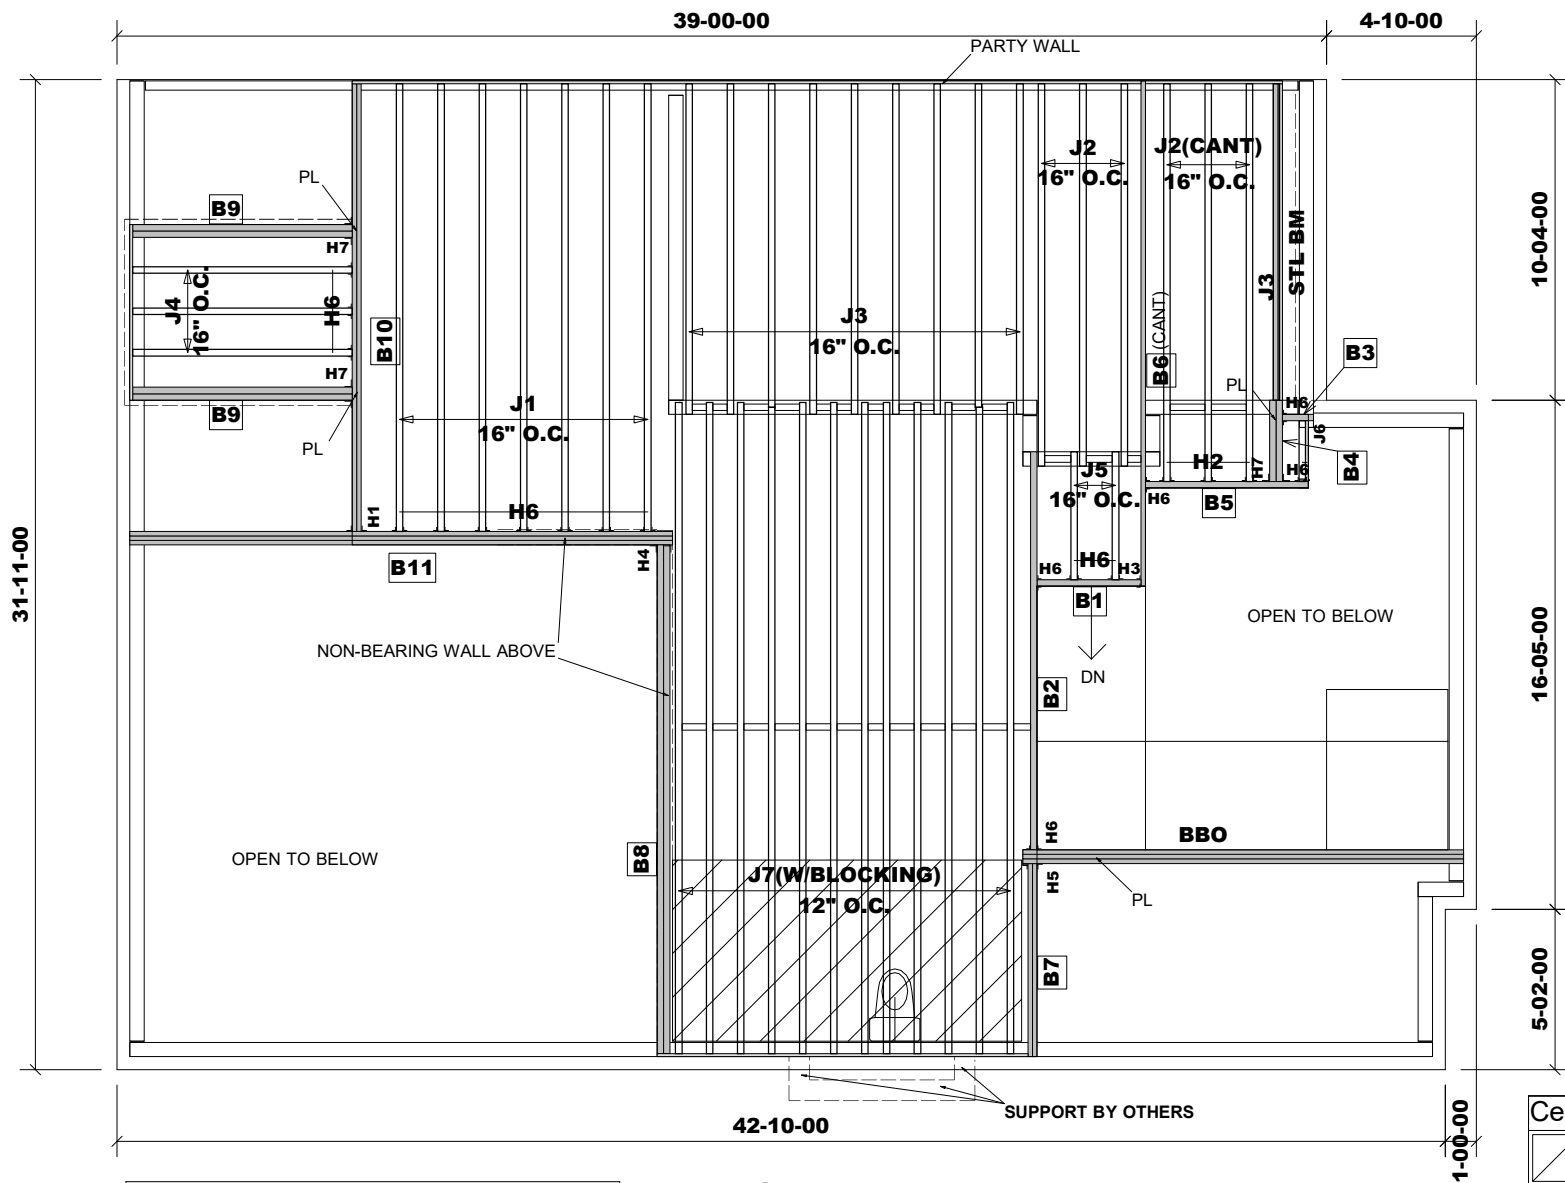 39-00-00
4-10-00
PARTY WALL
J2
16" O.C.
J2(CANT)
16" O.C.
PL
B9
H7
J4
16" O.C.
H6
H7
B9
PL
B10
J1
16" O.C.
J3
16" O.C.
B6 (CANT)
J3
STL BM
10-04-00
B3
PL
H6
J6
H6
B4
J5
16" O.C.
H2
H7
H6
B5
H1
H6
H4
B11
H6
H6
H3
B1
DN
31-11-00
NON-BEARING WALL ABOVE
OPEN TO BELOW
16-05-00
B2
H6
BBO
H5
PL
OPEN TO BELOW
B8
J7(W/BLOCKING)
12" O.C.
B7
5-02-00
SUPPORT BY OTHERS
42-10-00
1-00-00
Ce